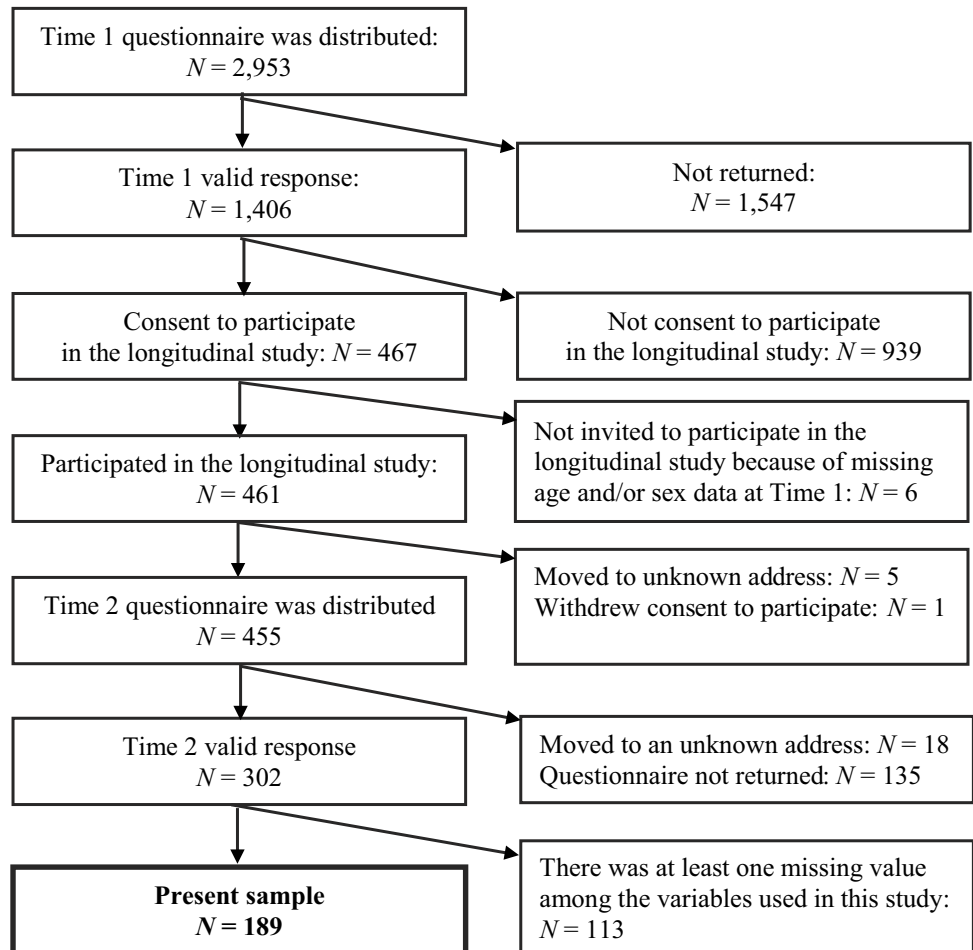 Time 1 questionnaire was distributed:
N = 2,953
Time 1 valid response:
N = 1,406
Not returned:
N = 1,547
Consent to participate
in the longitudinal study: N = 467
Not consent to participate
in the longitudinal study: N = 939
Participated in the longitudinal study:
N = 461
Not invited to participate in the
longitudinal study because of missing
age and/or sex data at Time 1: N = 6
Time 2 questionnaire was distributed
N = 455
Moved to unknown address: N = 5
Withdrew consent to participate: N = 1
Time 2 valid response
N = 302
Moved to an unknown address: N = 18
Questionnaire not returned: N = 135
Present sample
N = 189
There was at least one missing value
among the variables used in this study:
N = 113